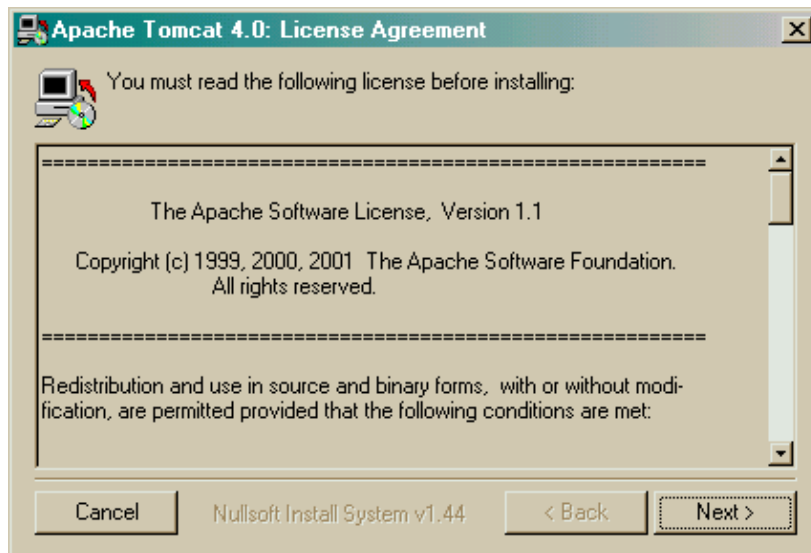 Apache Tomcat 4.0: License Agreement
You must read the following license before installing:
===========================================================
The Apache Software License, Version 1.1
Copyright (c) 1999, 2000, 2001 The Apache Software Foundation.
All rights reserved.
===========================================================
Redistribution and use in source and binary forms, with or without modi-
fication, are permitted provided that the following conditions are met:
Cancel Nullsoft Install System v1.44 < Back Next >